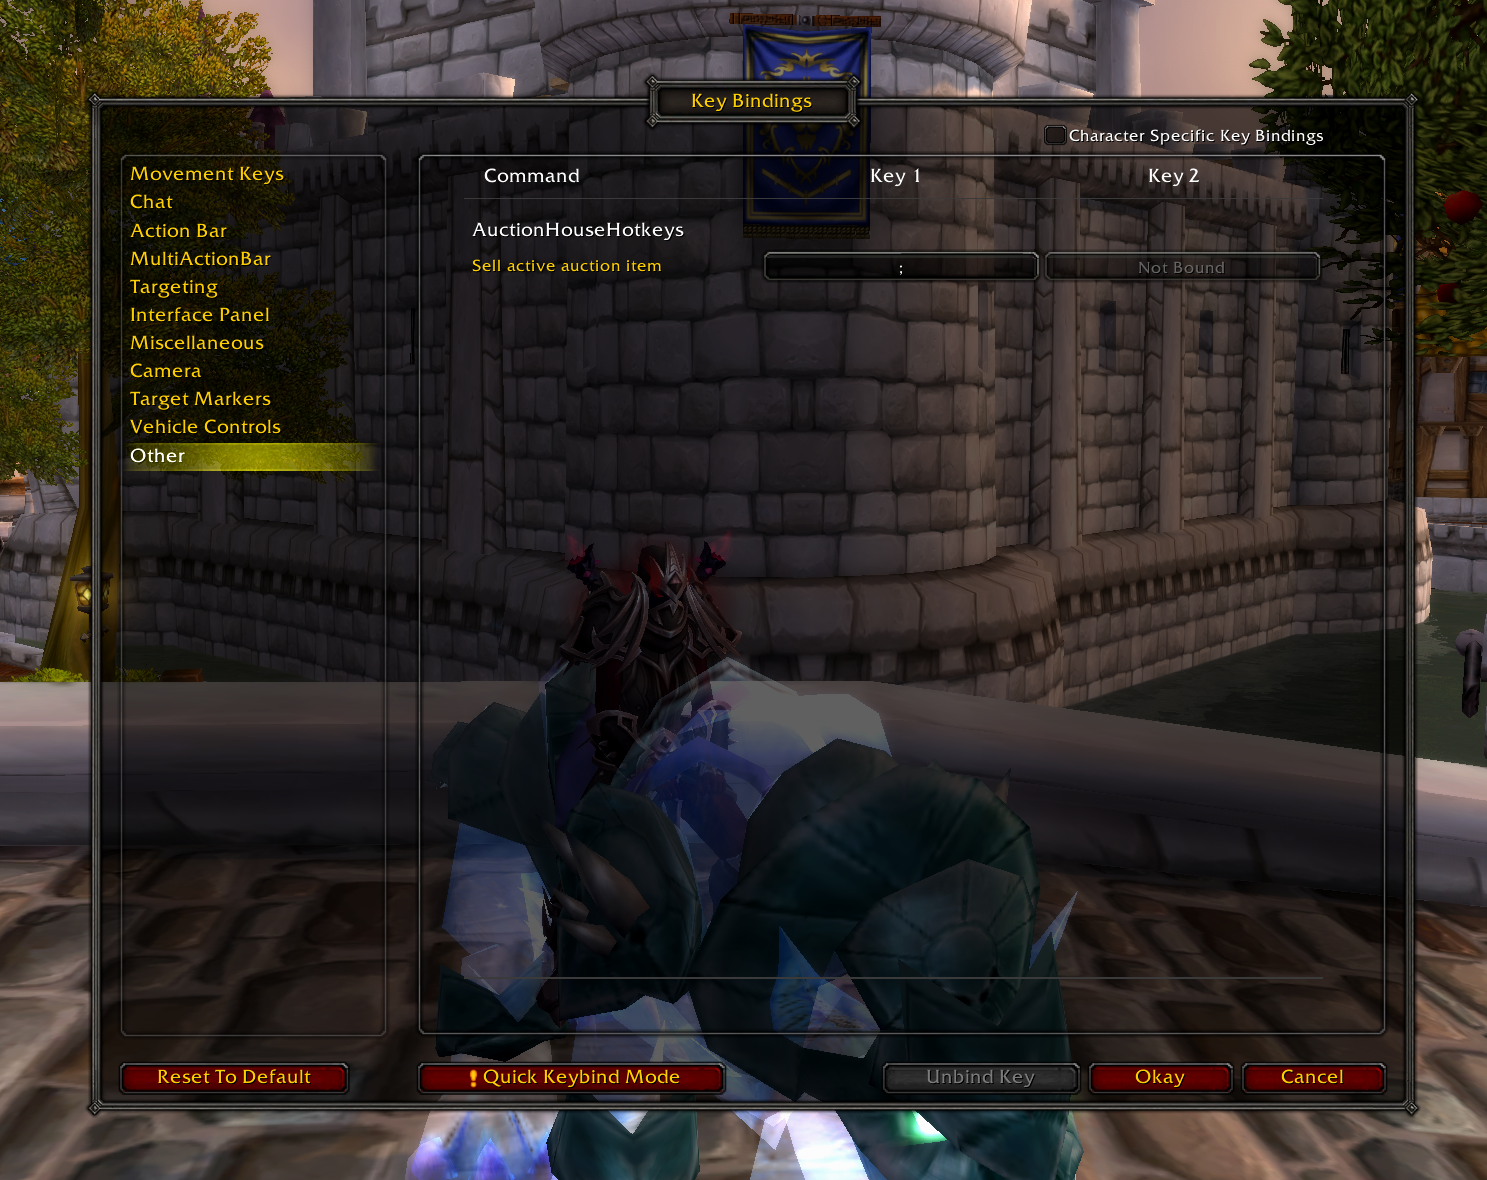 Key Bindings
Character Specific Key Bindings
Movement Keys
Chat
Action Bar
MultiActionBar
Targeting
Interface Panel
Miscellaneous
Camera
Target Markers
Vehicle Controls
Other
Command Key 1 Key 2
AuctionHouseHotkeys
Sell active auction item ; Not Bound
Reset To Default
Quick Keybind Mode
Unbind Key
Okay
Cancel